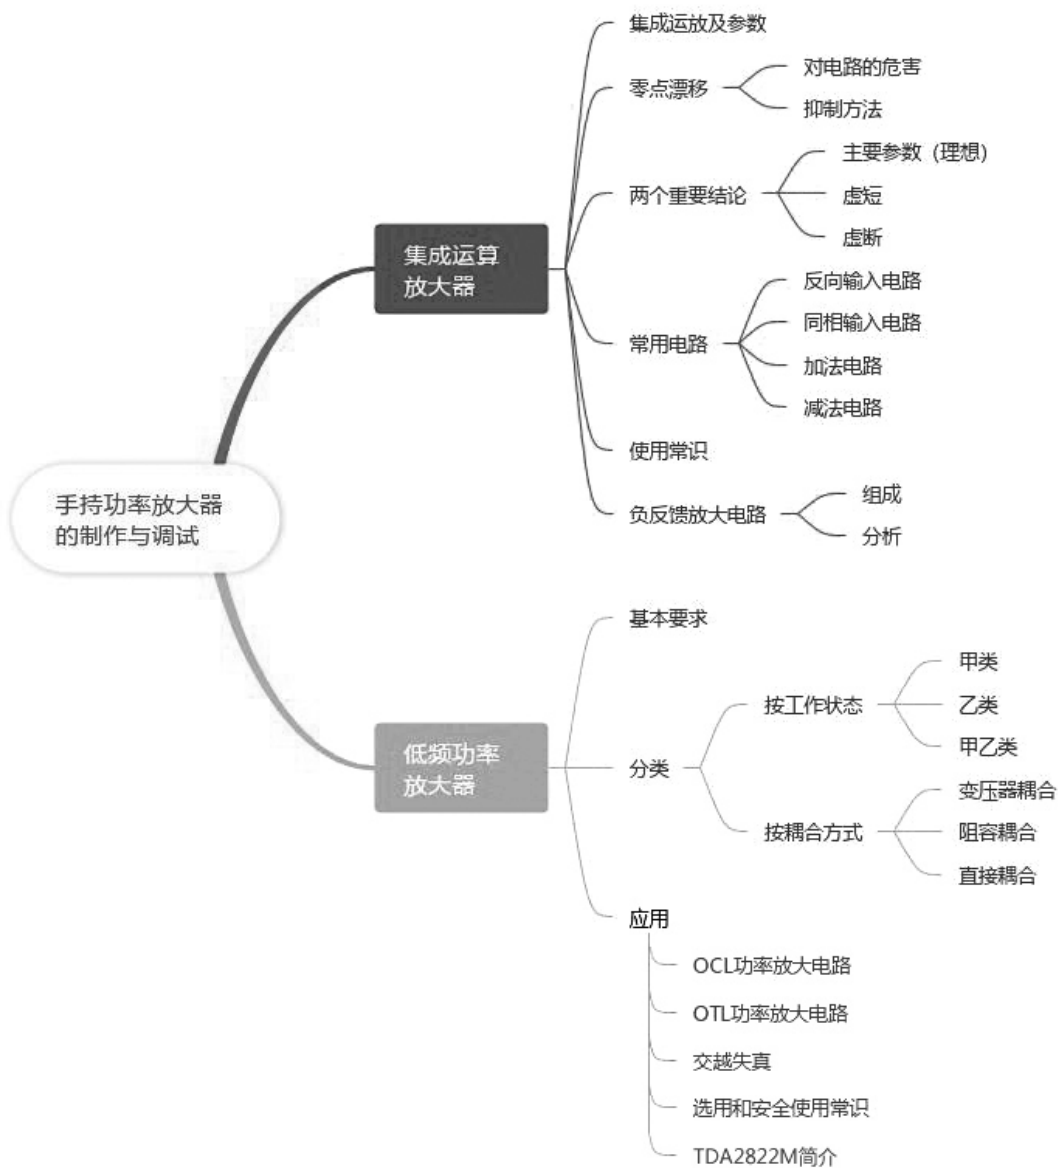 手持功率放大器
的制作与调试
集成运算
放大器
集成运放及参数
零点漂移
对电路的危害
抑制方法
两个重要结论
主要参数（理想）
虚短
虚断
常用电路
反向输入电路
同相输入电路
加法电路
减法电路
使用常识
负反馈放大电路
组成
分析
低频功率
放大器
基本要求
分类
按工作状态
甲类
乙类
甲乙类
按耦合方式
变压器耦合
阻容耦合
直接耦合
应用
OCL功率放大电路
OTL功率放大电路
交越失真
选用和安全使用常识
TDA2822M简介